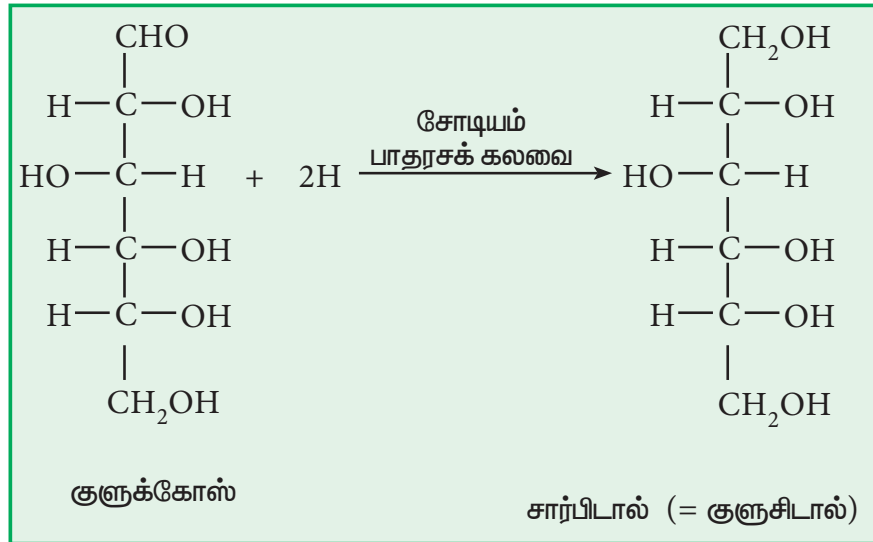 CHO CH₂OH
H—C—OH H—C—OH
சோடியம்
பாதரசக் கலவை
HO—C—H + 2H HO—C—H
H—C—OH H—C—OH
H—C—OH H—C—OH
CH₂OH CH₂OH
குளுக்கோஸ்
சார்பிடால் (= குளுசிடால்)